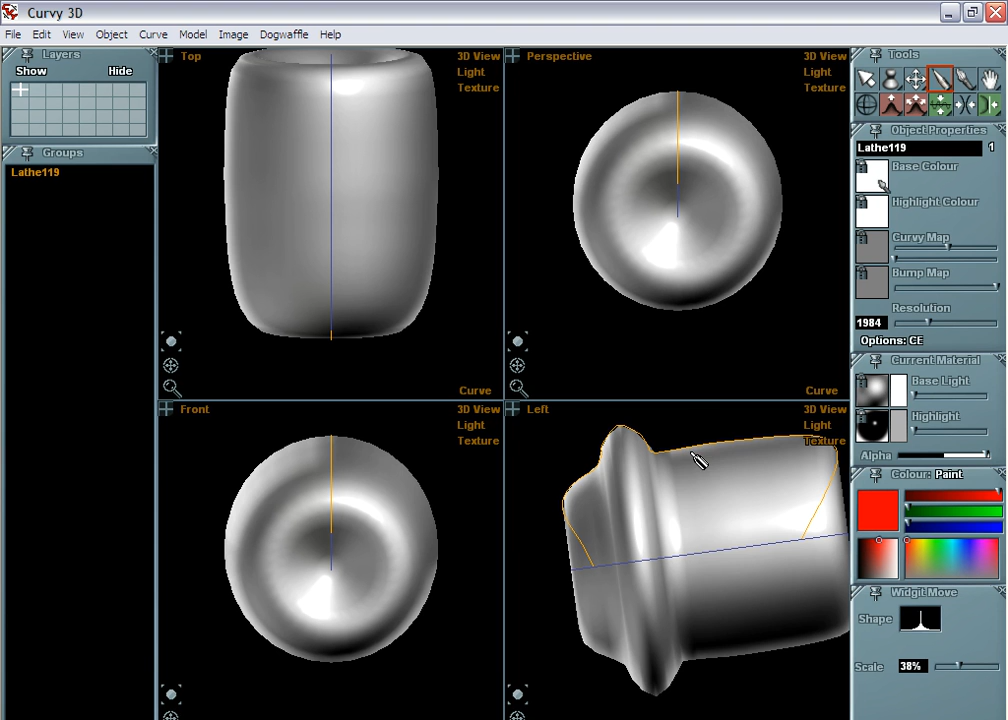 Curvy 3D
File Edit View Object Curve Model Image Dogwaffle Help
Layers
Show Hide
Groups
Lathe119
Top
3D View
Light
Texture
Curve
Perspective
3D View
Light
Texture
Curve
Front
3D View
Light
Texture
Left
3D View
Light
Texture
Tools
Object Properties
Lathe119 1
Base Colour
Highlight Colour
Curvy Map
Bump Map
Resolution
1984
Options: CE
Current Material
Base Light
Highlight
Alpha
Colour: Paint
Widgit Move
Shape
Scale 38%